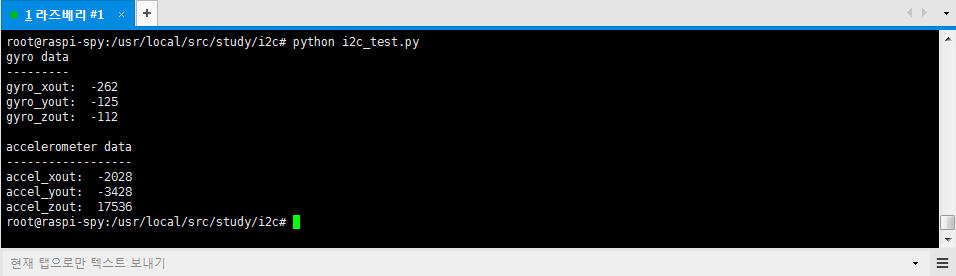 1 라즈베리 #1 × +
root@raspi-spy:/usr/local/src/study/i2c# python i2c_test.py
gyro data
---------
gyro_xout:  -262
gyro_yout:  -125
gyro_zout:  -112
accelerometer data
------------------
accel_xout:  -2028
accel_yout:  -3428
accel_zout:  17536
root@raspi-spy:/usr/local/src/study/i2c#
현재 탭으로만 텍스트 보내기